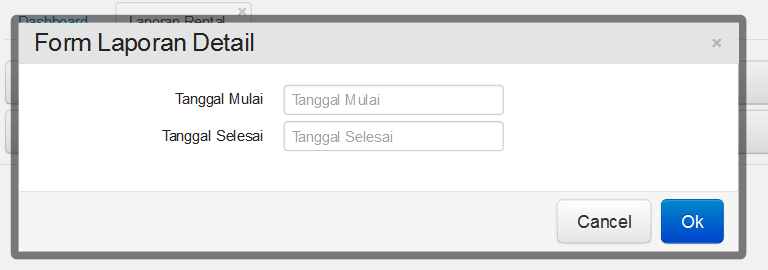 Dashboard
Laporan Rental ×
Form Laporan Detail ×
Tanggal Mulai Tanggal Mulai
Tanggal Selesai Tanggal Selesai
Cancel Ok